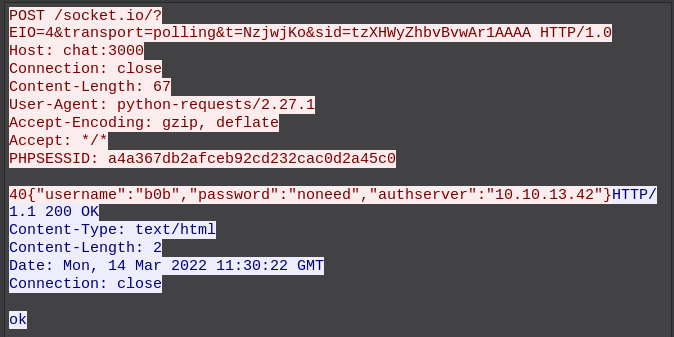 POST /socket.io/?
EIO=4&transport=polling&t=NzjwjKo&sid=tzXHWyZhbvBvwAr1AAAA HTTP/1.0
Host: chat:3000
Connection: close
Content-Length: 67
User-Agent: python-requests/2.27.1
Accept-Encoding: gzip, deflate
Accept: */*
PHPSESSID: a4a367db2afceb92cd232cac0d2a45c0
40{"username":"b0b","password":"noneed","authserver":"10.10.13.42"}HTTP/
1.1 200 OK
Content-Type: text/html
Content-Length: 2
Date: Mon, 14 Mar 2022 11:30:22 GMT
Connection: close
ok